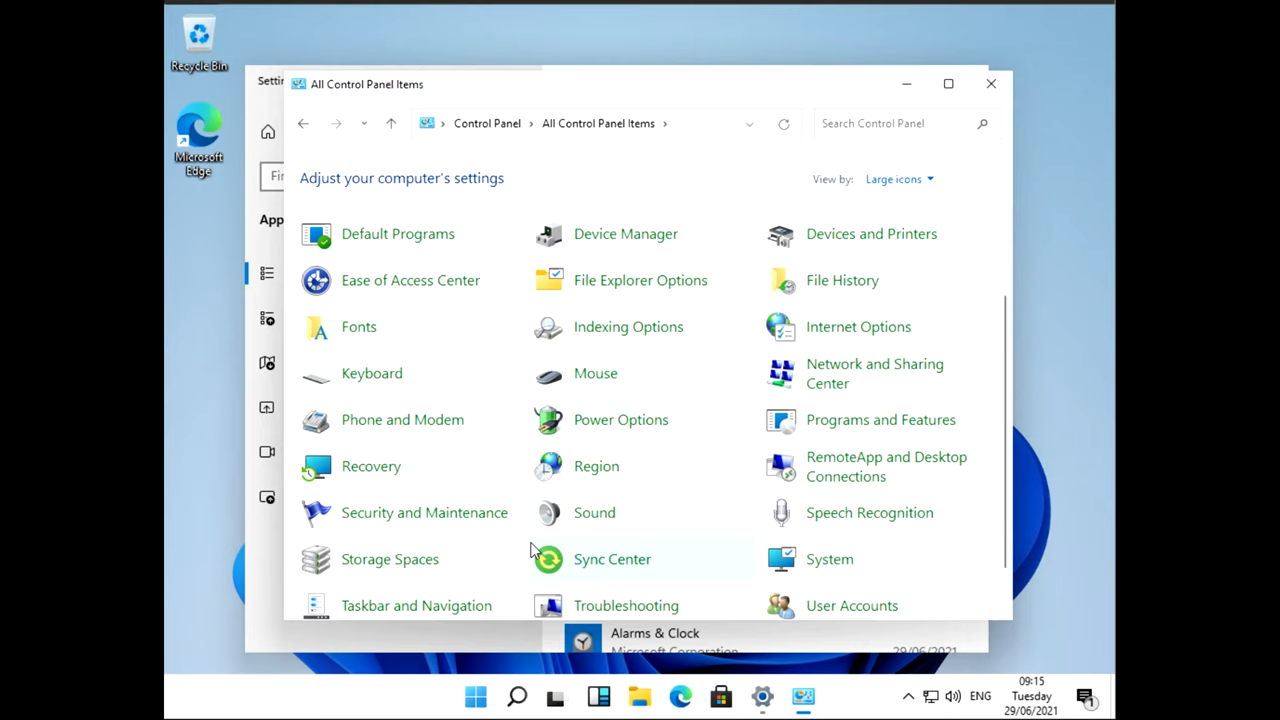 Recycle Bin
Microsoft
Edge
All Control Panel Items
Control Panel
All Control Panel Items
Search Control Panel
Adjust your computer's settings
View by: Large icons
Default Programs
Device Manager
Devices and Printers
Ease of Access Center
File Explorer Options
File History
Fonts
Indexing Options
Internet Options
Keyboard
Mouse
Network and Sharing
Center
Phone and Modem
Power Options
Programs and Features
Recovery
Region
RemoteApp and Desktop
Connections
Security and Maintenance
Sound
Speech Recognition
Storage Spaces
Sync Center
System
Taskbar and Navigation
Troubleshooting
User Accounts
Alarms & Clock
Microsoft Corporation
29/06/2021
ENG
09:15
Tuesday
29/06/2021
1